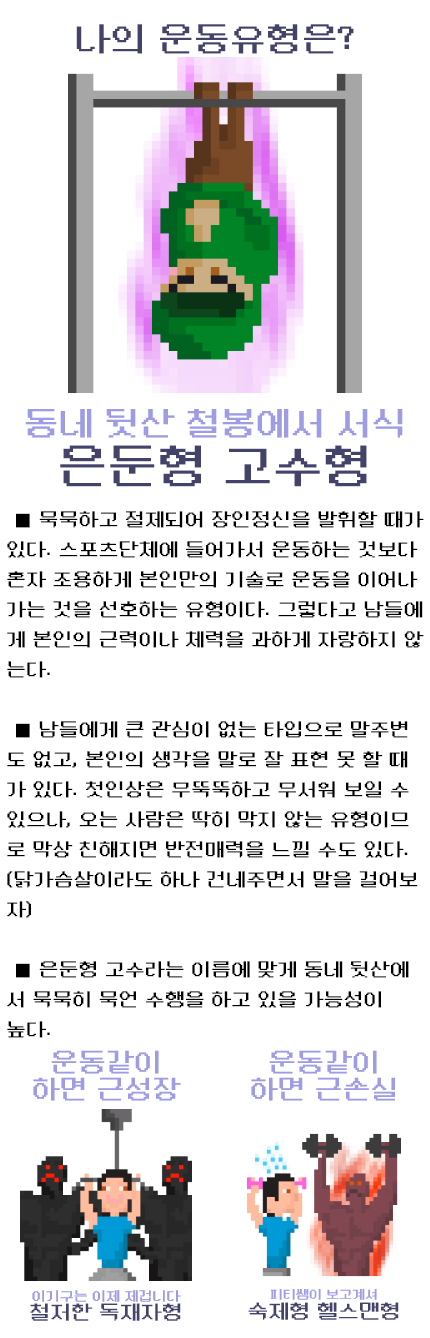 나의 운동유형은?
동네 뒷산 철봉에서 서식
은둔형 고수형
■ 묵묵하고 절제되어 장인정신을 발휘할 때가
있다. 스포츠단체에 들어가서 운동하는 것보다
혼자 조용하게 본인만의 기술로 운동을 이어나
가는 것을 선호하는 유형이다. 그렇다고 남들에
게 본인의 근력이나 체력을 과하게 자랑하지 않
는다.
■ 남들에게 큰 관심이 없는 타입으로 말주변
도 없고, 본인의 생각을 말로 잘 표현 못 할 때
가 있다. 첫인상은 무뚝뚝하고 무서워 보일 수
있으나, 오는 사람은 딱히 막지 않는 유형이므
로 막상 친해지면 반전매력을 느낄 수도 있다.
(닭가슴살이라도 하나 건네주면서 말을 걸어보
자)
■ 은둔형 고수라는 이름에 맞게 동네 뒷산에
서 묵묵히 묵언 수행을 하고 있을 가능성이
높다.
운동같이
하면 근성장
이기구는 이제 제겁니다
철저한 독재자형
운동같이
하면 근손실
피티쌤이 보고계셔
숙제형 헬스맨형